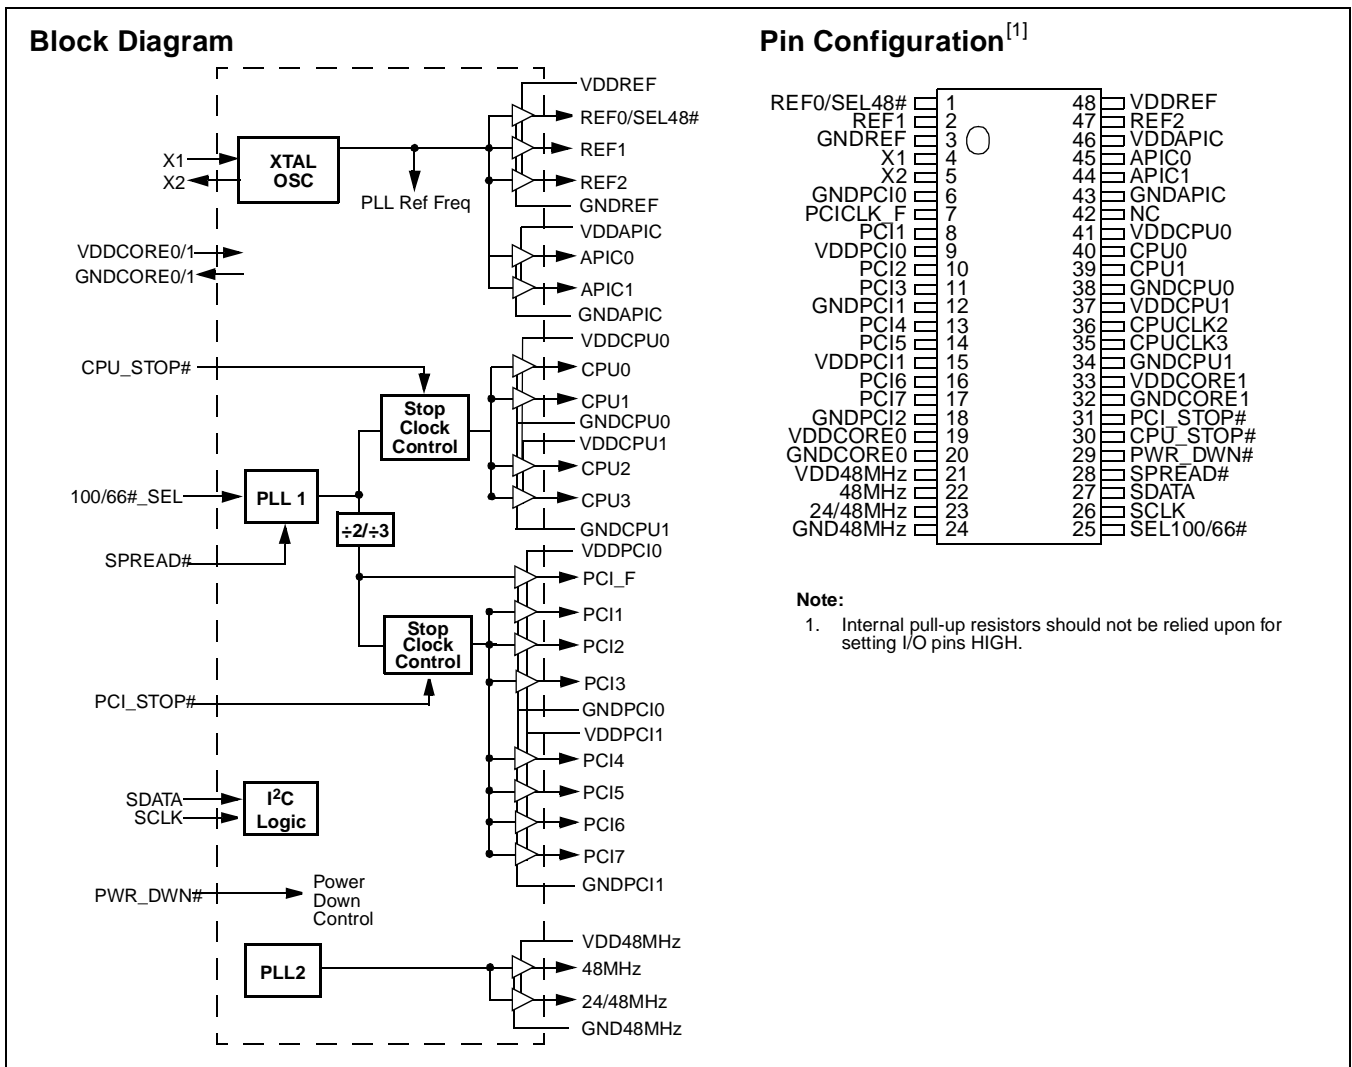 Block Diagram
VDDREF
REF0/SEL48#
REF1
REF2
GNDREF
VDDAPIC
APIC0
APIC1
GNDAPIC
X1
X2
XTAL
OSC
PLL Ref Freq
VDDCORE0/1
GNDCORE0/1
CPU_STOP#
Stop
Clock
Control
VDDCPU0
CPU0
CPU1
GNDCPU0
VDDCPU1
CPU2
CPU3
GNDCPU1
100/66#_SEL
PLL 1
÷2/÷3
SPREAD#
VDDPCI0
PCI_F
PCI1
PCI2
PCI3
GNDPCI0
VDDPCI1
PCI4
PCI5
PCI6
PCI7
GNDPCI1
Stop
Clock
Control
PCI_STOP#
SDATA
SCLK
I2C
Logic
PWR_DWN#
Power
Down
Control
PLL2
VDD48MHz
48MHz
24/48MHz
GND48MHz
Pin Configuration[1]
REF0/SEL48# 1 48 VDDREF
REF1 2 47 REF2
GNDREF 3 46 VDDAPIC
X1 4 45 APIC0
X2 5 44 APIC1
GNDPCI0 6 43 GNDAPIC
PCICLK_F 7 42 NC
PCI1 8 41 VDDCPU0
VDDPCI0 9 40 CPU0
PCI2 10 39 CPU1
PCI3 11 38 GNDCPU0
GNDPCI1 12 37 VDDCPU1
PCI4 13 36 CPUCLK2
PCI5 14 35 CPUCLK3
VDDPCI1 15 34 GNDCPU1
PCI6 16 33 VDDCORE1
PCI7 17 32 GNDCORE1
GNDPCI2 18 31 PCI_STOP#
VDDCORE0 19 30 CPU_STOP#
GNDCORE0 20 29 PWR_DWN#
VDD48MHz 21 28 SPREAD#
48MHz 22 27 SDATA
24/48MHz 23 26 SCLK
GND48MHz 24 25 SEL100/66#
Note:
1. Internal pull-up resistors should not be relied upon for
setting I/O pins HIGH.